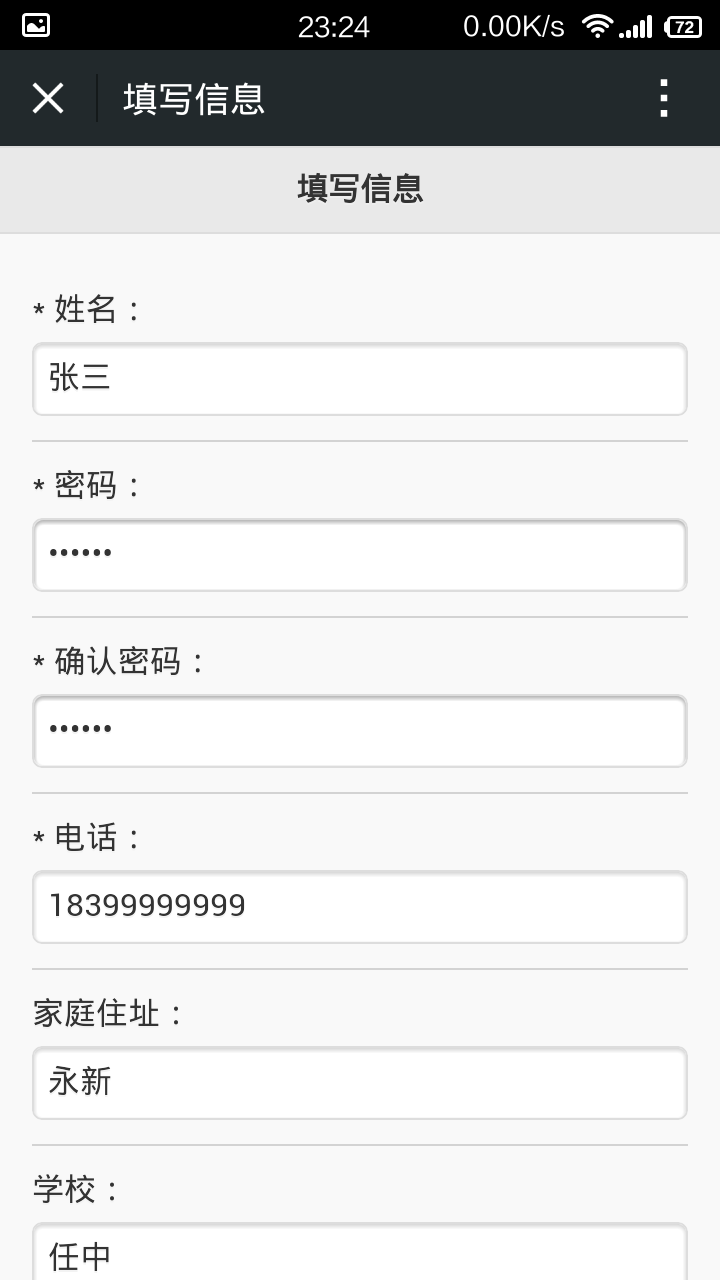 23:24 0.00K/s 72
填写信息
填写信息
* 姓名：
张三
* 密码：
••••••
* 确认密码：
••••••
* 电话：
18399999999
家庭住址：
永新
学校：
任中